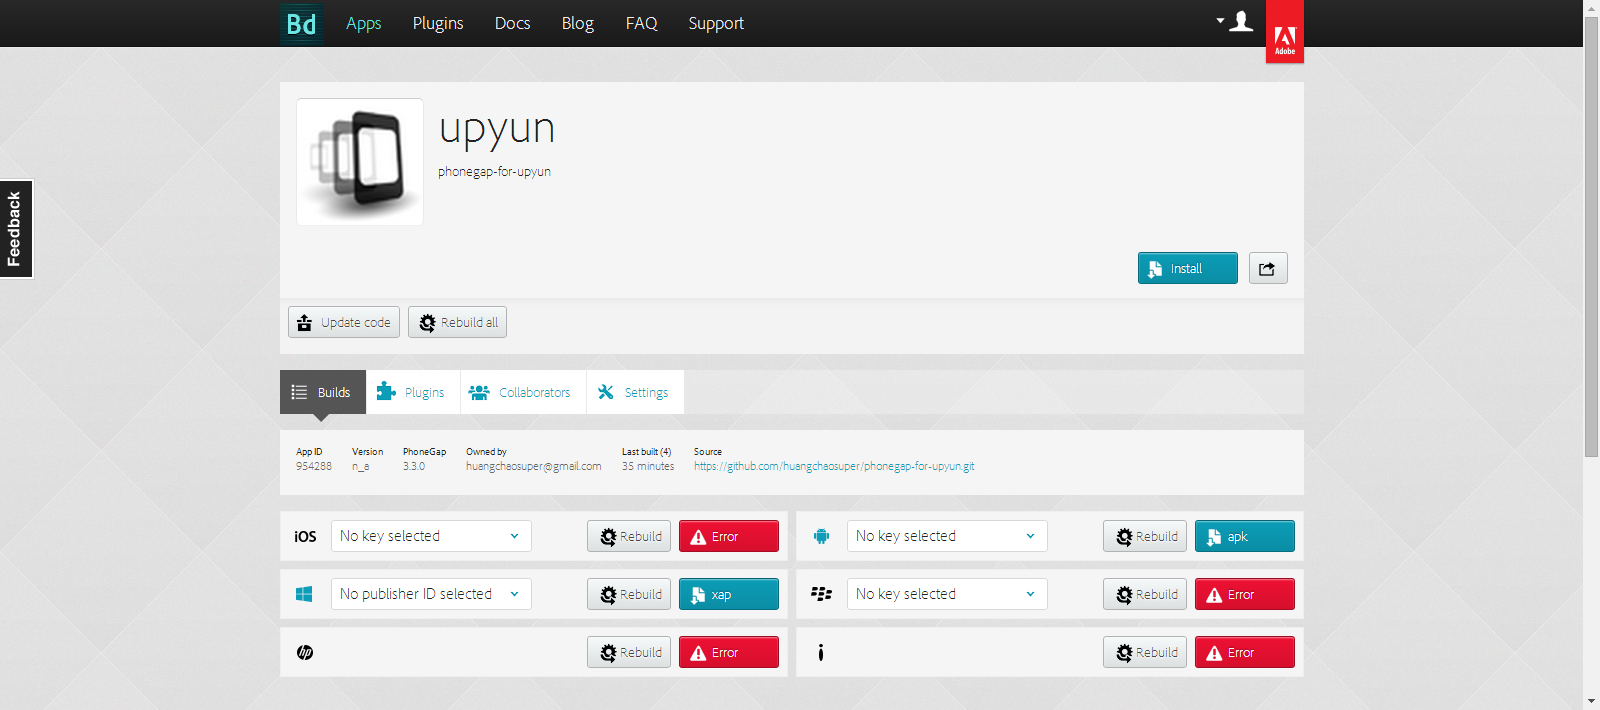 Bd Apps Plugins Docs Blog FAQ Support
Adobe
Feedback
upyun
phonegap-for-upyun
Install
Update code Rebuild all
Builds Plugins Collaborators Settings
App ID Version PhoneGap Owned by Last built (4) Source
954288 n_a 3.3.0 huangchaosuper@gmail.com 35 minutes https://github.com/huangchaosuper/phonegap-for-upyun.git
iOS No key selected Rebuild Error No key selected Rebuild apk
No publisher ID selected Rebuild xap No key selected Rebuild Error
hp Rebuild Error Rebuild Error